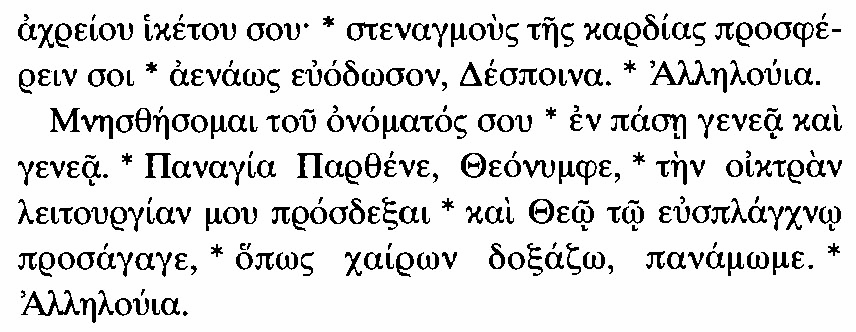 ἀχρείου ἱκέτου σου· * στεναγμοὺς τῆς καρδίας προσφέ-
ρειν σοι * ἀενάως εὐόδωσον, Δέσποινα. * Ἀλληλούια.
Μνησθήσομαι τοῦ ὀνόματός σου * ἐν πάσῃ γενεᾷ καὶ
γενεᾷ. * Παναγία Παρθένε, Θεόνυμφε, * τὴν οἰκτρὰν
λειτουργίαν μου πρόσδεξαι * καὶ Θεῷ τῷ εὐσπλάγχνῳ
προσάγαγε, * ὅπως χαίρων δοξάζω, πανάμωμε. *
Ἀλληλούια.